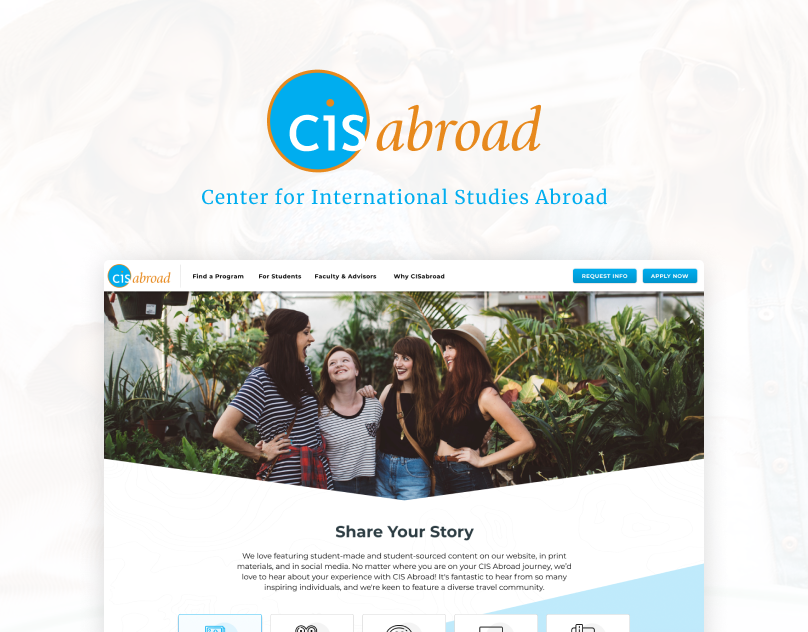 cis abroad
Center for International Studies Abroad
cis abroad
Find a Program For Students Faculty & Advisors Why CISabroad REQUEST INFO APPLY NOW
Share Your Story
We love featuring student-made and student-sourced content on our website, in print
materials, and in social media. No matter where you are on your CIS Abroad journey, we'd
love to hear about your experience with CIS Abroad! It's fantastic to hear from so many
inspiring individuals, and we're keen to feature a diverse travel community.